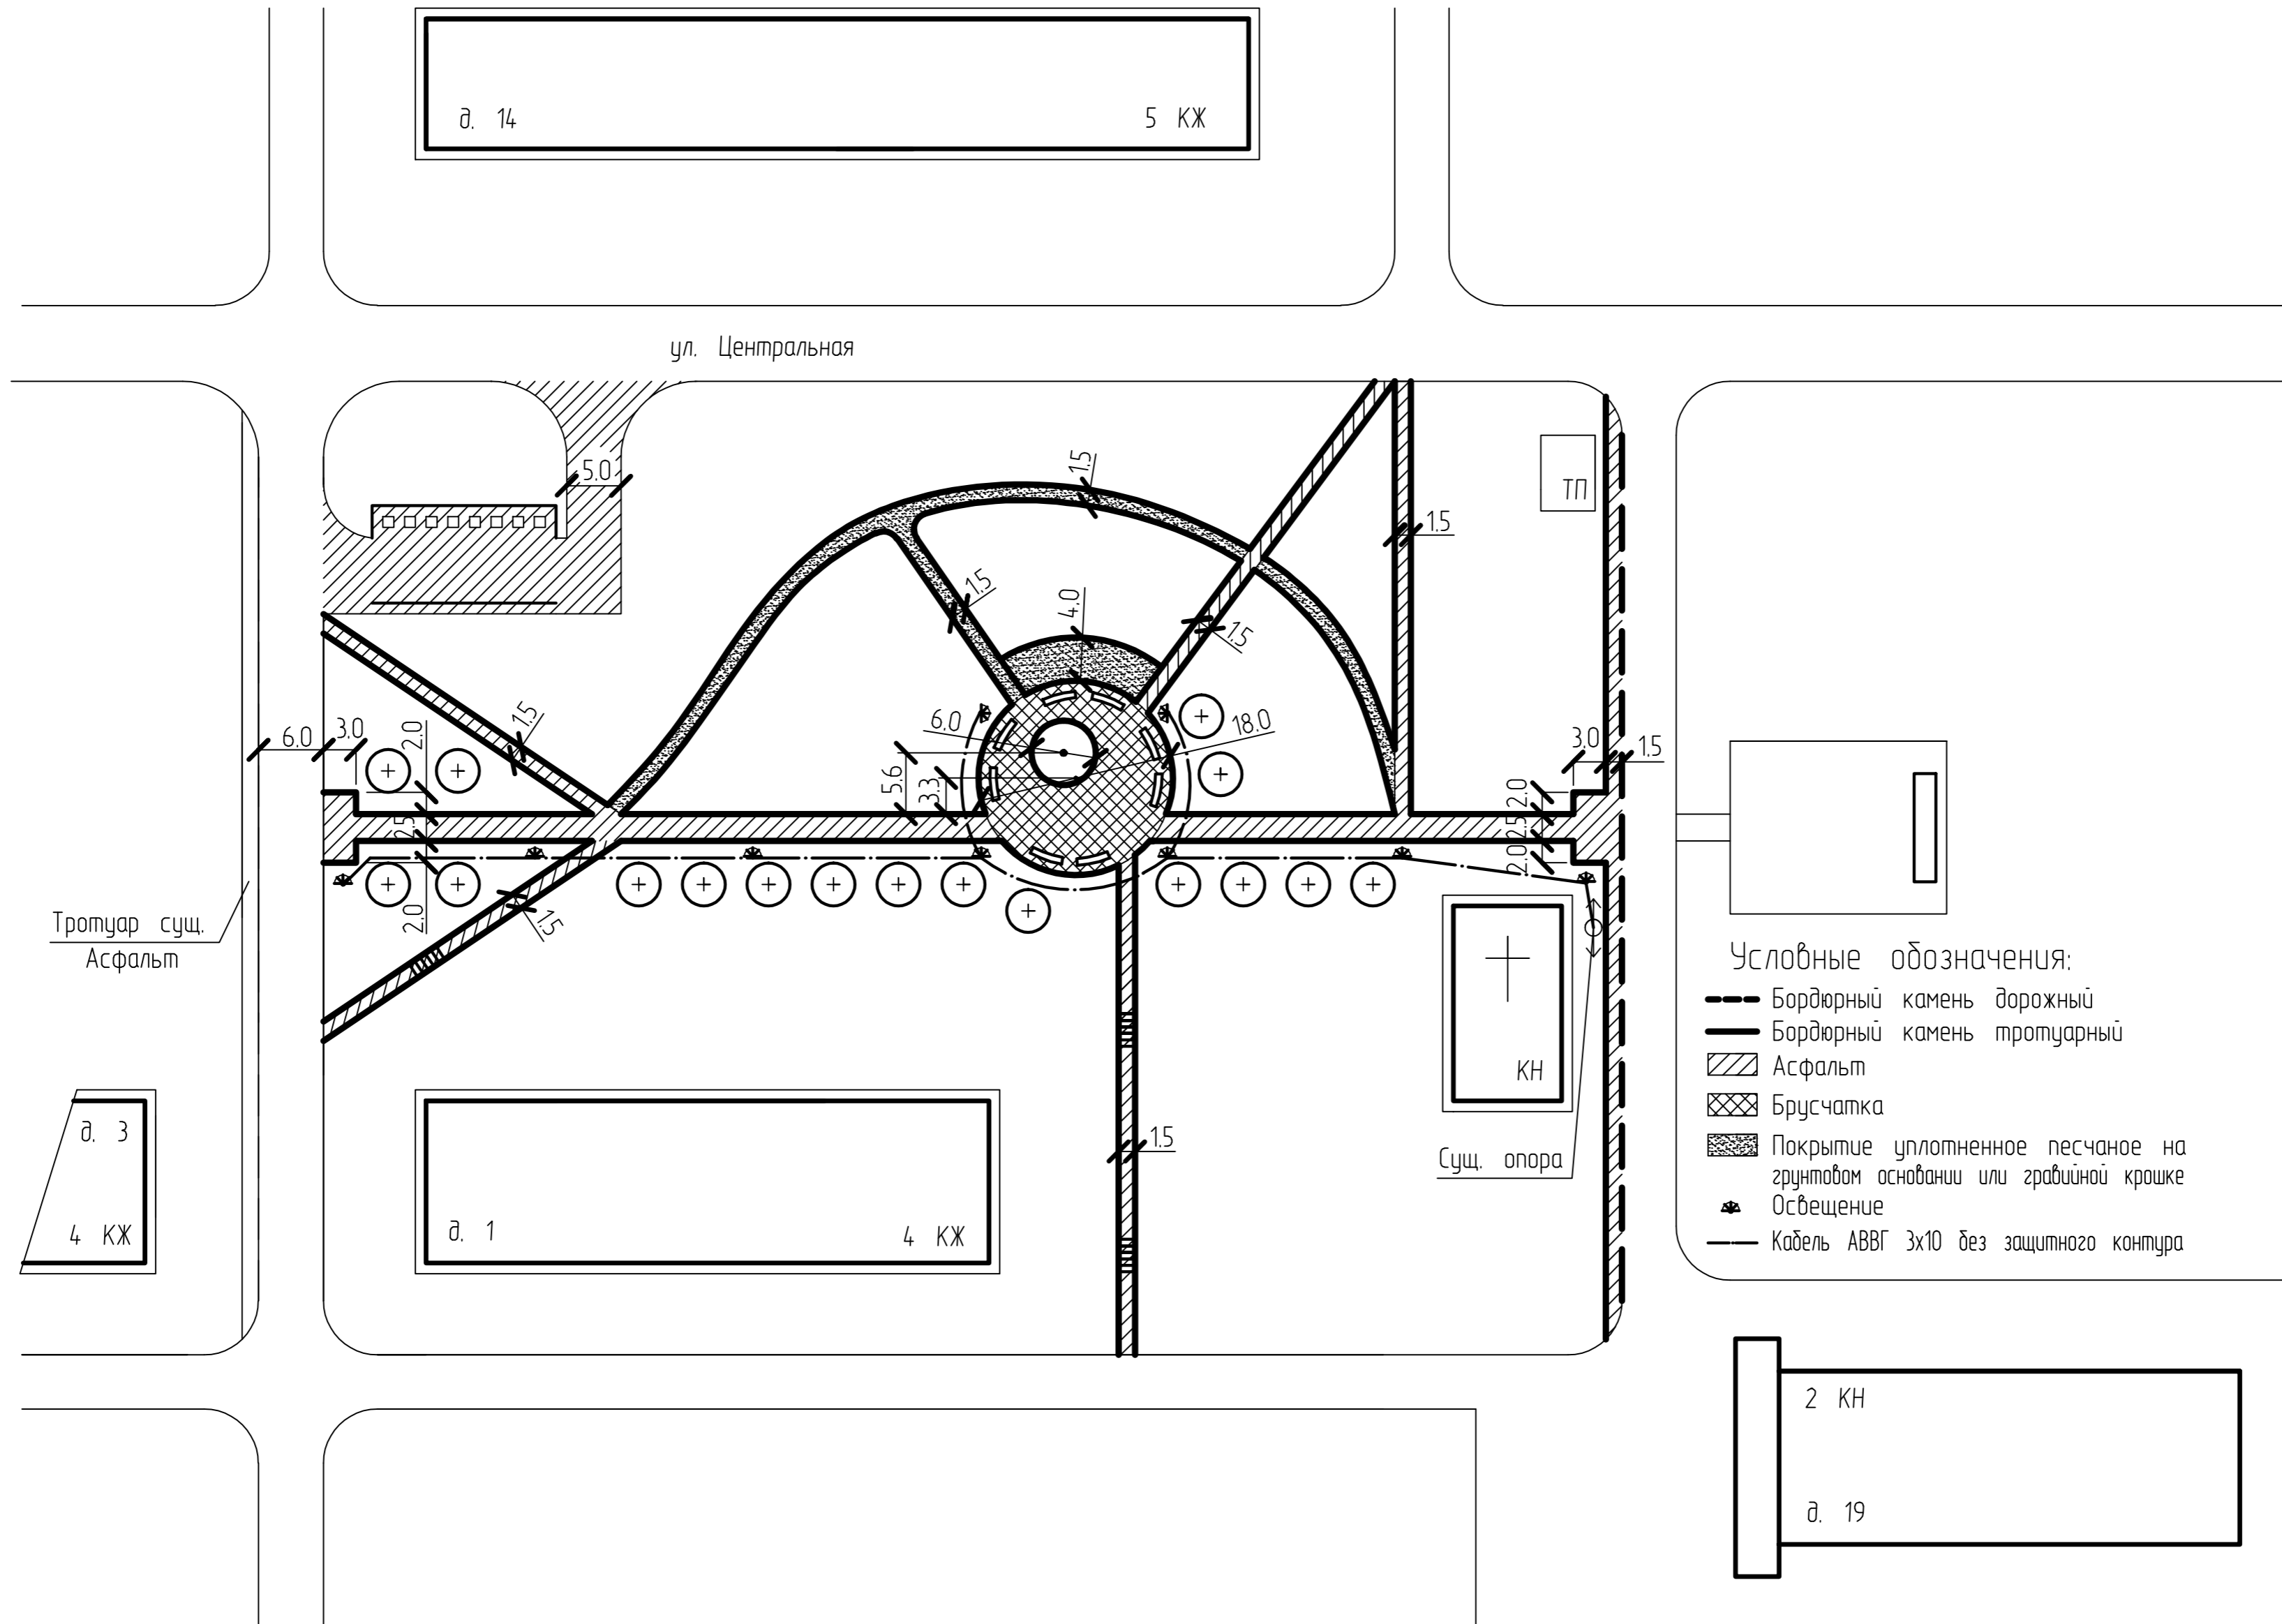 д. 14
5 КЖ
ул. Центральная
5.0
1.5
ТП
1.5
1.5
4.0
1.5
1.5
6.0
3.0
2.0
6.0
18.0
5.6
3.3
3.0
1.5
2.0
2.5
2.5
2.0
2.0
1.5
Тротуар сущ.
Асфальт
КН
1.5
Сущ. опора
д. 3
4 КЖ
д. 1
4 КЖ
Условные обозначения:
Бордюрный камень дорожный
Бордюрный камень тротуарный
Асфальт
Брусчатка
Покрытие уплотненное песчаное на
грунтовом основании или гравийной крошке
Освещение
Кабель АВВГ 3х10 без защитного контура
2 КН
д. 19